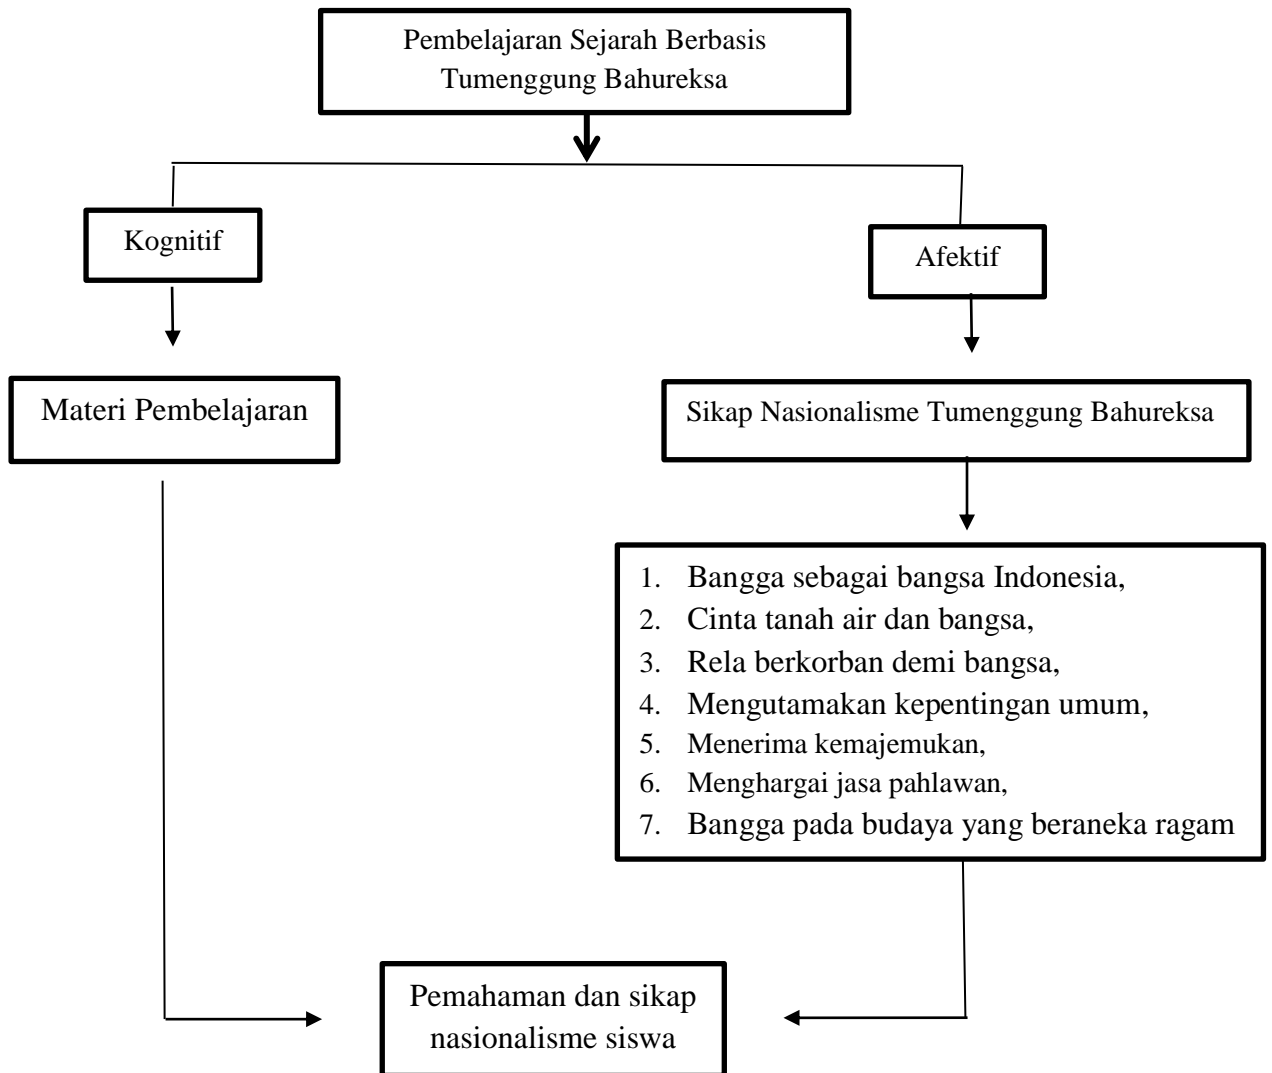 Pembelajaran Sejarah Berbasis
Tumenggung Bahureksa
Kognitif
Afektif
Materi Pembelajaran
Sikap Nasionalisme Tumenggung Bahureksa
1. Bangga sebagai bangsa Indonesia,
2. Cinta tanah air dan bangsa,
3. Rela berkorban demi bangsa,
4. Mengutamakan kepentingan umum,
5. Menerima kemajemukan,
6. Menghargai jasa pahlawan,
7. Bangga pada budaya yang beraneka ragam
Pemahaman dan sikap
nasionalisme siswa